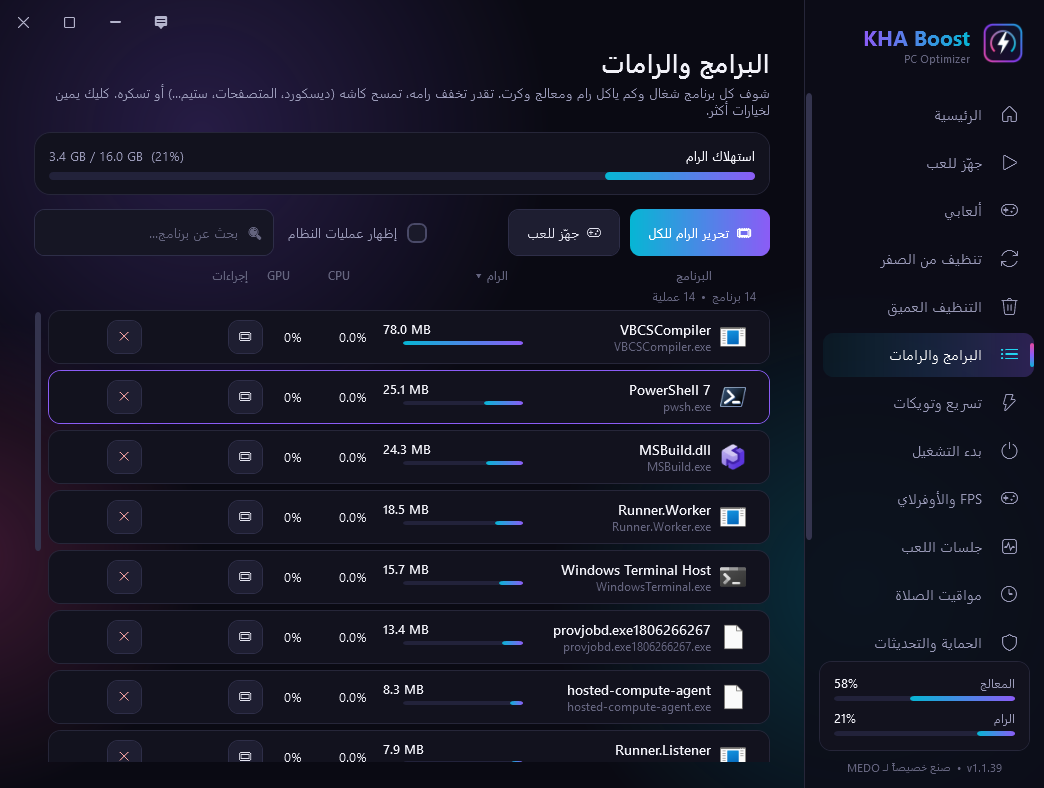 KHA Boost
PC Optimizer
الرئيسية
جهّز للعب
ألعابي
تنظيف من الصفر
التنظيف العميق
البرامج والرامات
تسريع وتويكات
بدء التشغيل
FPS والأوفرلاي
جلسات اللعب
مواقيت الصلاة
الحماية والتحديثات
المعالج 58%
الرام 21%
v1.1.39 • صنع خصيصاً لـ MEDO
البرامج والرامات
شوف كل برنامج شغال وكم ياكل رام ومعالج وكرت. تقدر تخفف رامه، تمسح كاشه (ديسكورد، المتصفحات، ستيم...) أو تسكره. كليك يمين
لخيارات أكثر.
استهلاك الرام 3.4 GB / 16.0 GB (21%)
تحرير الرام للكل
جهّز للعب
إظهار عمليات النظام
بحث عن برنامج...
البرنامج الرام ▼ CPU GPU إجراءات
14 برنامج • 14 عملية
VBCSCompiler 78.0 MB 0.0% 0%
VBCSCompiler.exe
PowerShell 7 25.1 MB 0.0% 0%
pwsh.exe
MSBuild.dll 24.3 MB 0.0% 0%
MSBuild.exe
Runner.Worker 18.5 MB 0.0% 0%
Runner.Worker.exe
Windows Terminal Host 15.7 MB 0.0% 0%
WindowsTerminal.exe
provjobd.exe1806266267 13.4 MB 0.0% 0%
provjobd.exe1806266267.exe
hosted-compute-agent 8.3 MB 0.0% 0%
hosted-compute-agent.exe
Runner.Listener 7.9 MB 0.0% 0%